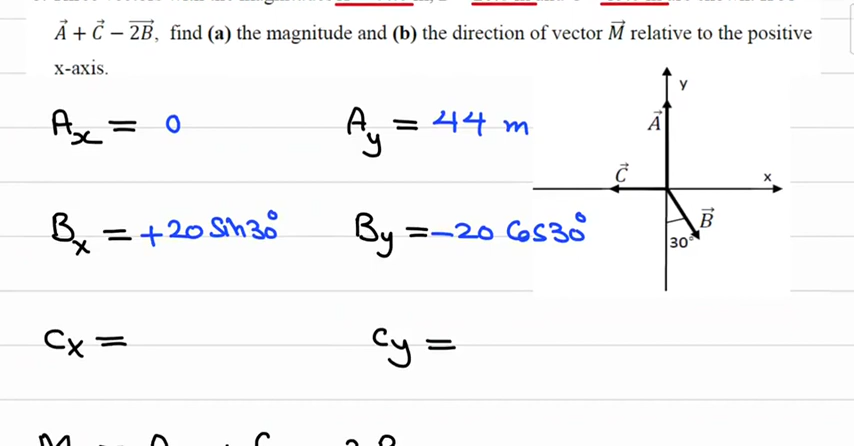 A⃗ + C⃗ − 2B⃗, find (a) the magnitude and (b) the direction of vector M⃗ relative to the positive
x-axis.
y
Ax = 0 Ay = 44 m A⃗
C⃗ x
Bx = +20 Sin30° By = −20 Cos30° B⃗
30°
Cx = Cy =